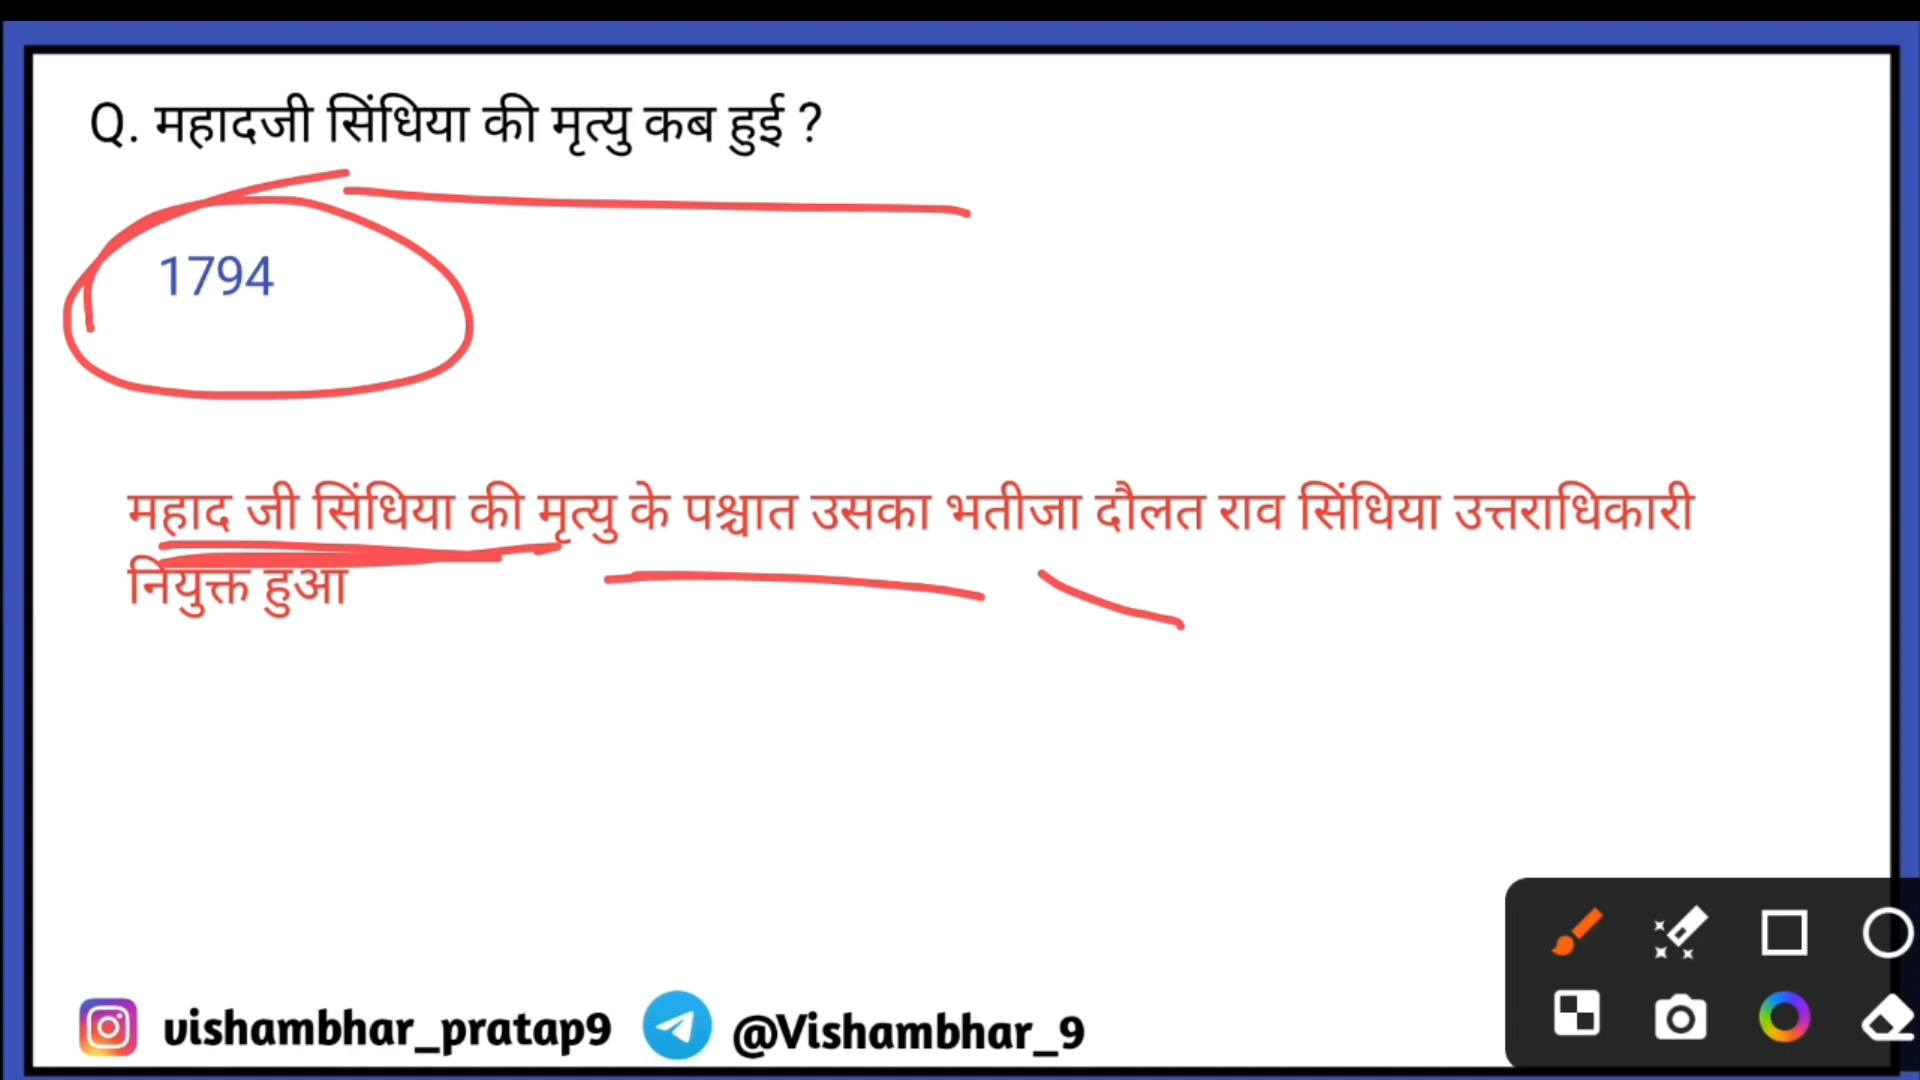 Q. महादजी सिंधिया की मृत्यु कब हुई ?
1794
महाद जी सिंधिया की मृत्यु के पश्चात उसका भतीजा दौलत राव सिंधिया उत्तराधिकारी
नियुक्त हुआ
vishambhar_pratap9 @Vishambhar_9